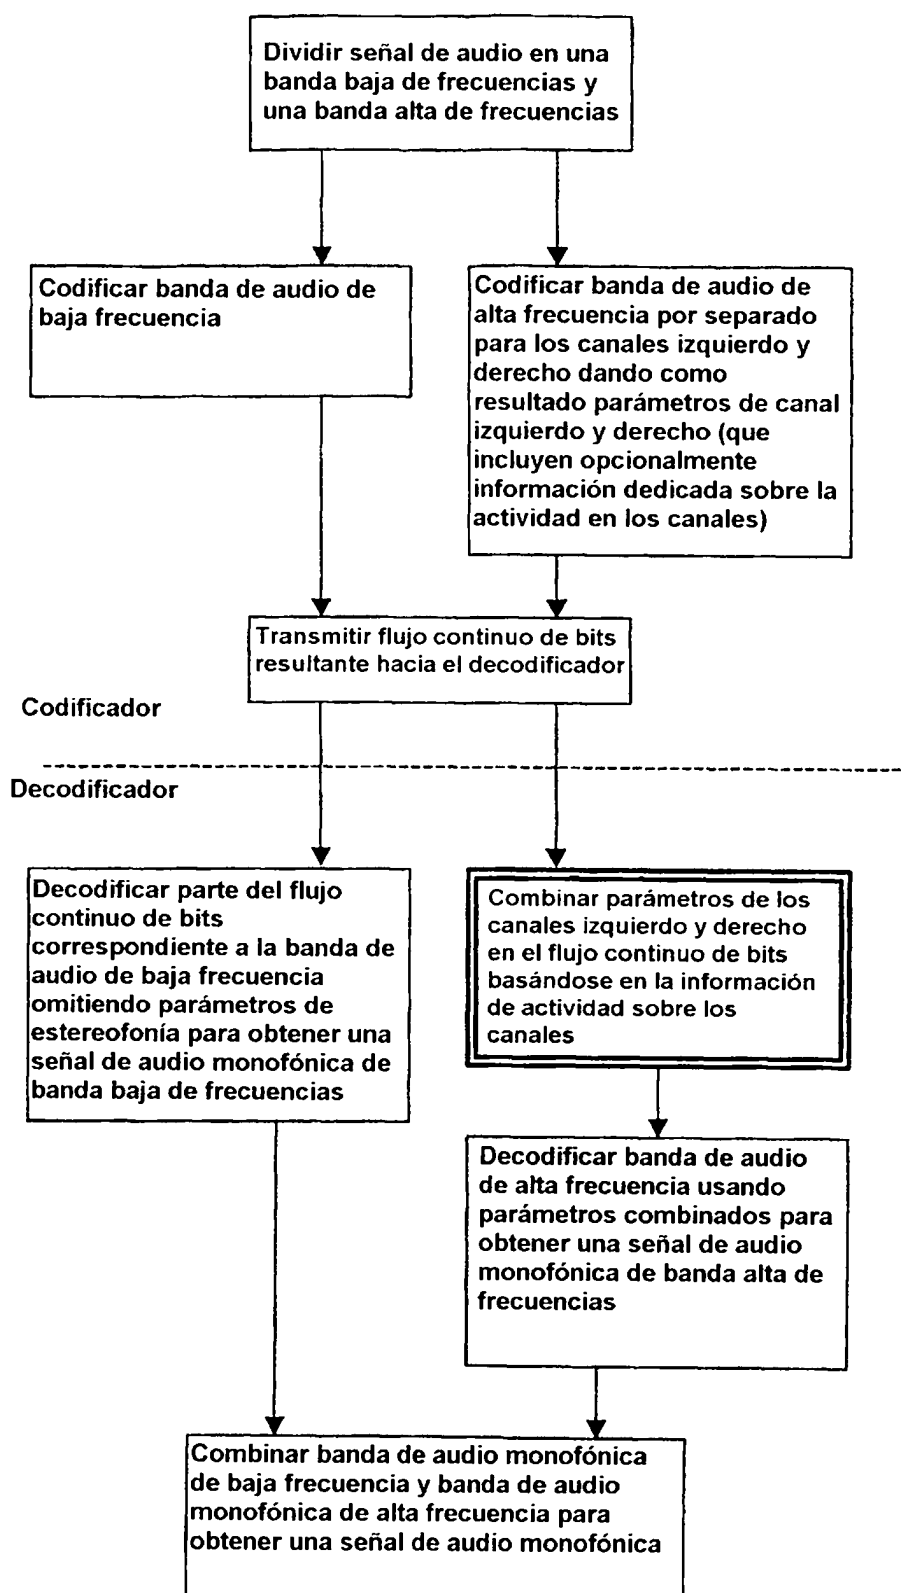 Dividir señal de audio en una
banda baja de frecuencias y
una banda alta de frecuencias
Codificar banda de audio de
baja frecuencia
Codificar banda de audio de
alta frecuencia por separado
para los canales izquierdo y
derecho dando como
resultado parámetros de canal
izquierdo y derecho (que
incluyen opcionalmente
información dedicada sobre la
actividad en los canales)
Transmitir flujo continuo de bits
resultante hacia el decodificador
Codificador
Decodificador
Decodificar parte del flujo
continuo de bits
correspondiente a la banda de
audio de baja frecuencia
omitiendo parámetros de
estereofonía para obtener una
señal de audio monofónica de
banda baja de frecuencias
Combinar parámetros de los
canales izquierdo y derecho
en el flujo continuo de bits
basándose en la información
de actividad sobre los
canales
Decodificar banda de audio
de alta frecuencia usando
parámetros combinados para
obtener una señal de audio
monofónica de banda alta de
frecuencias
Combinar banda de audio monofónica
de baja frecuencia y banda de audio
monofónica de alta frecuencia para
obtener una señal de audio monofónica